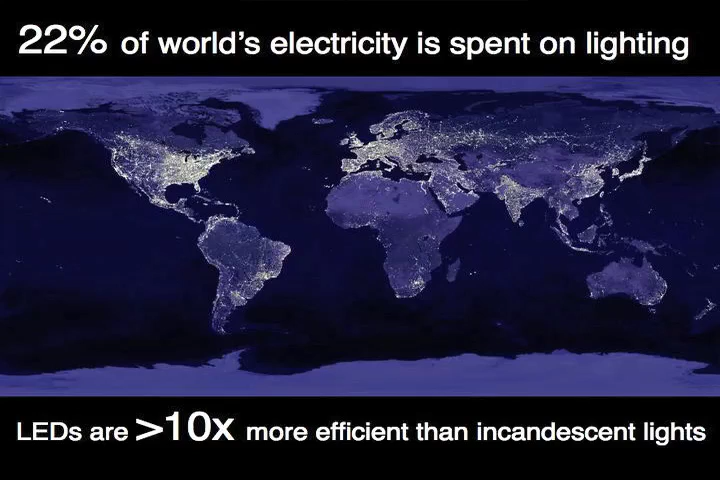 22% of world's electricity is spent on lighting
LEDs are >10x more efficient than incandescent lights